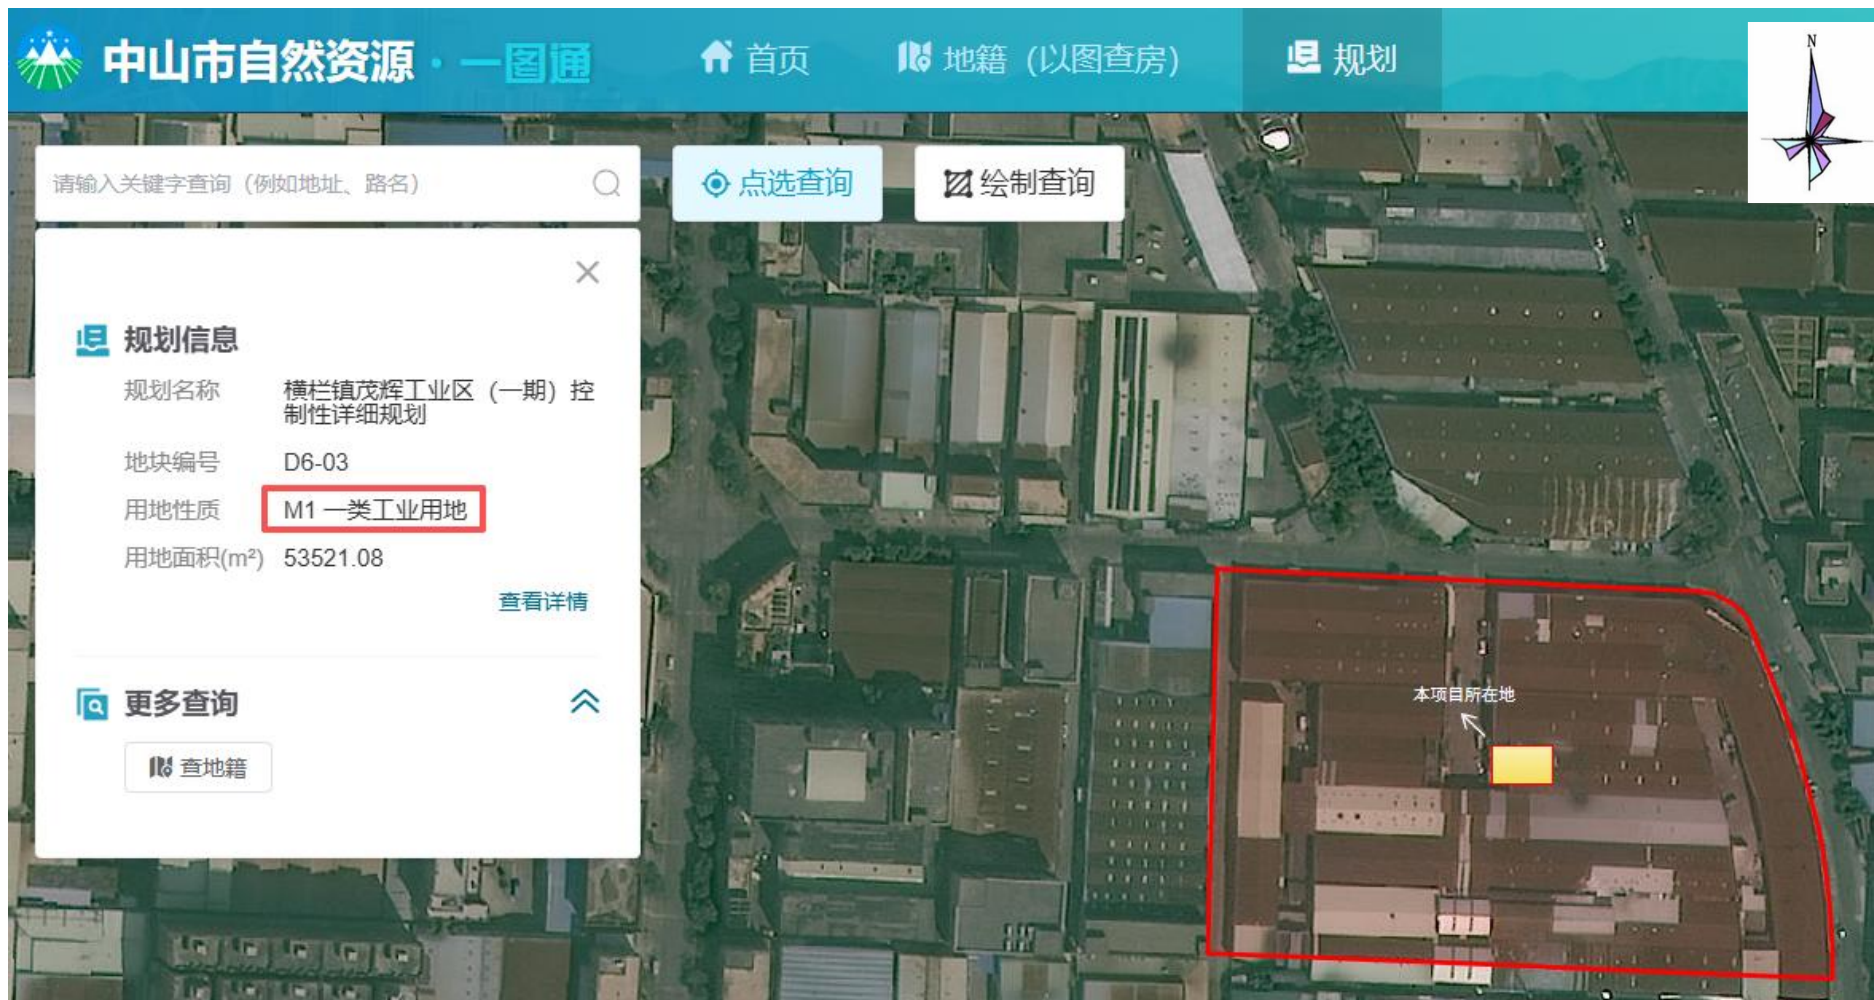 中山市自然资源·一图通
首页
地籍（以图查房）
规划
N
请输入关键字查询（例如地址、路名）
点选查询
绘制查询
规划信息
规划名称 横栏镇茂辉工业区（一期）控
制性详细规划
地块编号 D6-03
用地性质 M1 一类工业用地
用地面积(m²) 53521.08
查看详情
更多查询
查地籍
本项目所在地